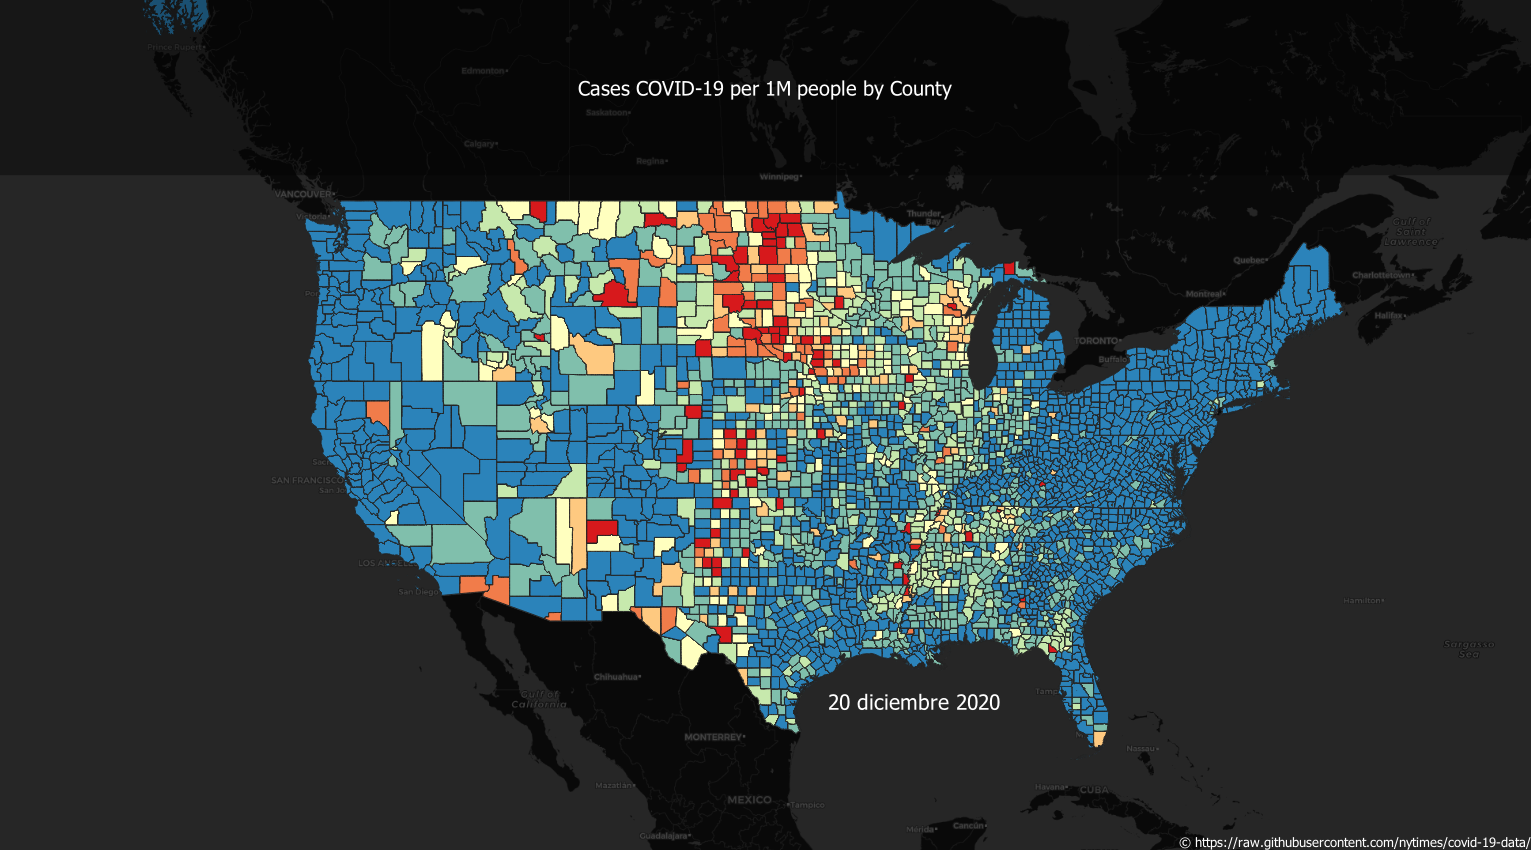 Prince Rupert
Edmonton
Cases COVID-19 per 1M people by County
Saskatoon
Calgary
Regina
Winnipeg
VANCOUVER
Victoria
Thunder
Bay
Gulf of
Saint
Lawrence
Quebec
Charlottetown
Montreal
Halifax
TORONTO
Buffalo
SAN FRANCISCO
LOS ANGELES
San Diego
Hamilton
Sargasso
Sea
Chihuahua
Gulf of
California
20 diciembre 2020
MONTERREY
Nassau
Mazatlán
Havana
CUBA
MEXICO
Tampico
Mérida
Cancún
Guadalajara
© https://raw.githubusercontent.com/nytimes/covid-19-data/